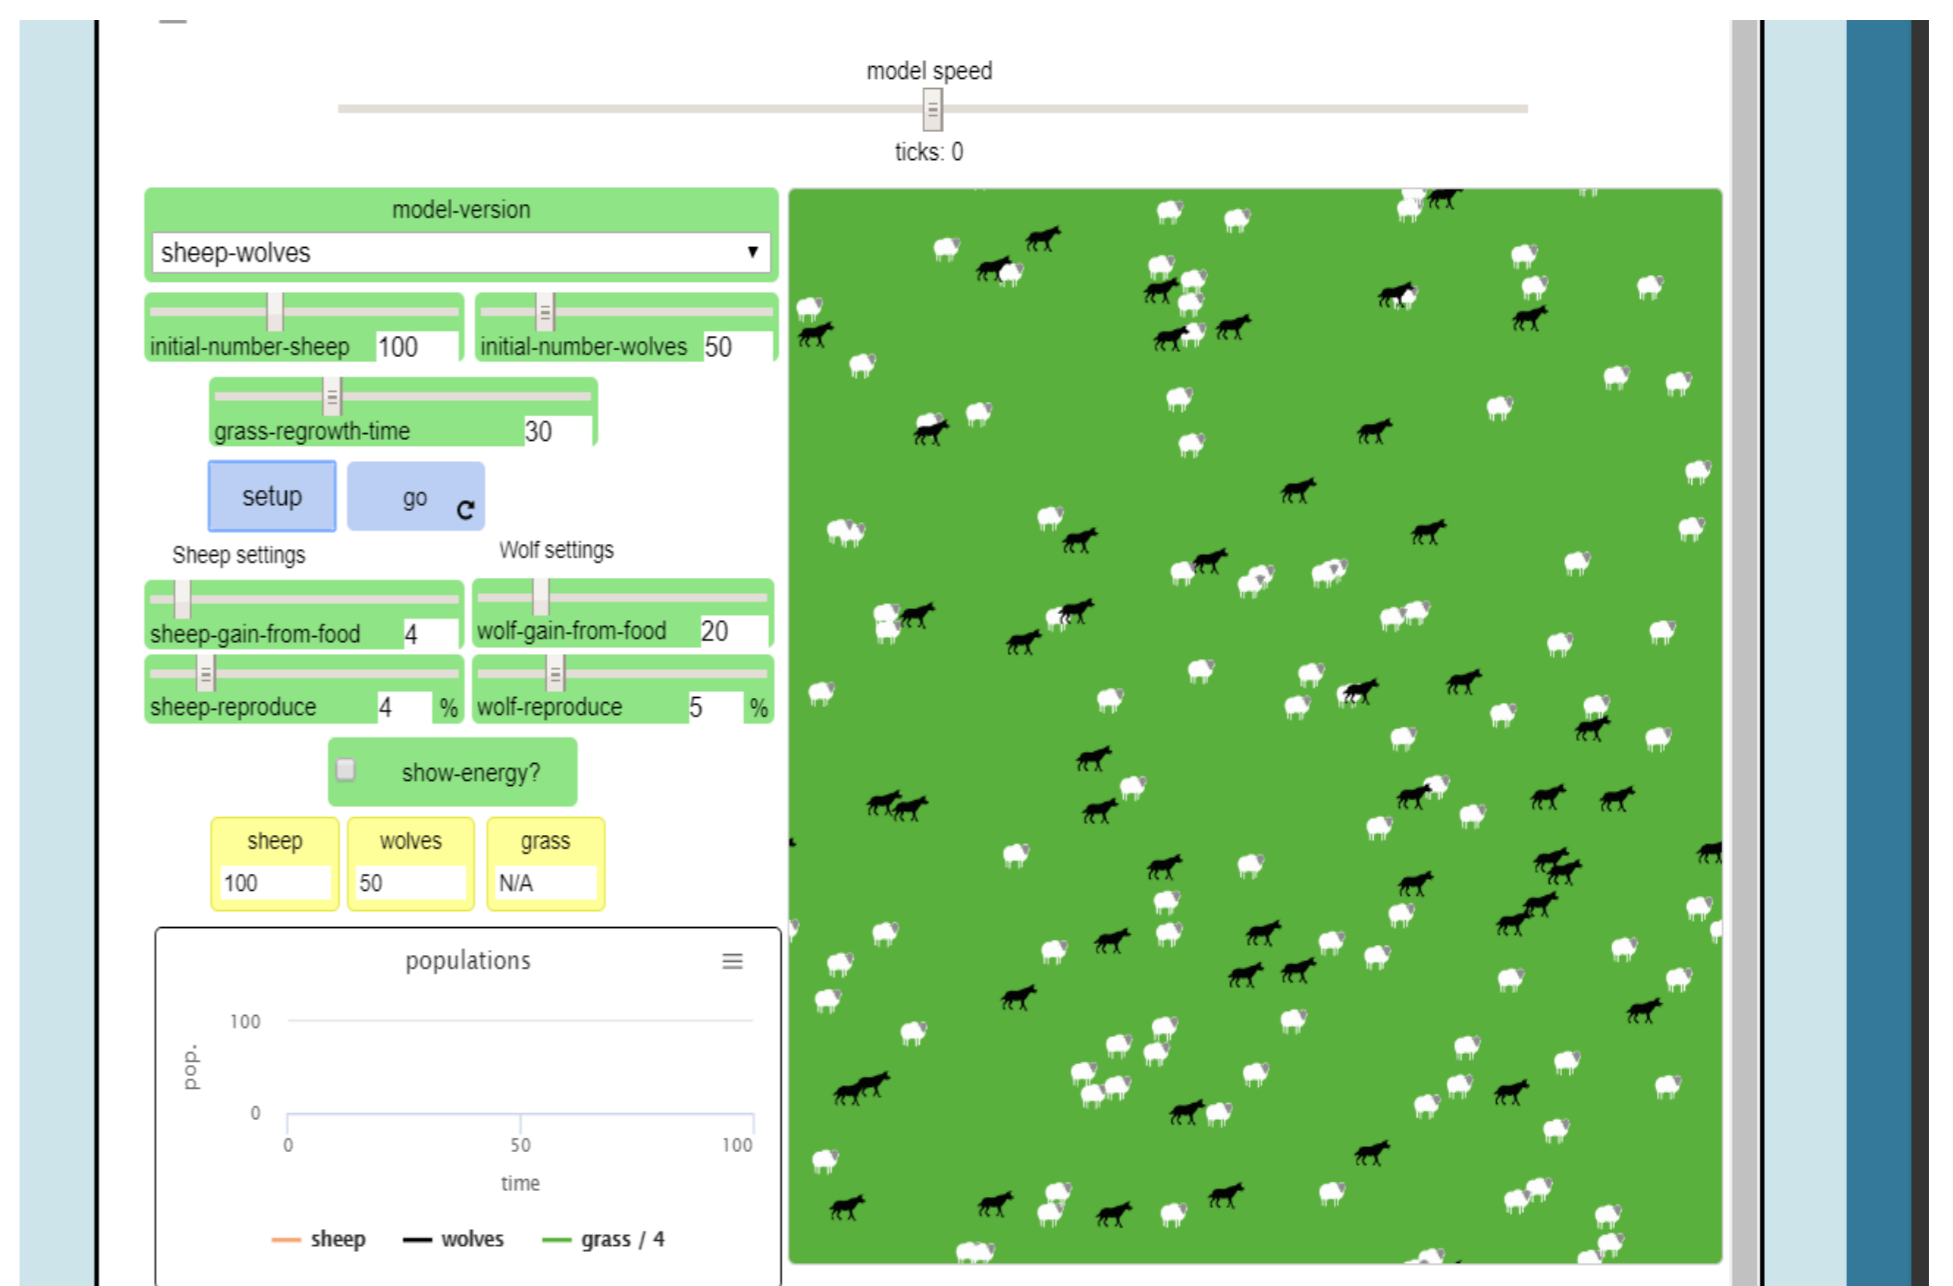 model speed
ticks: 0
model-version
sheep-wolves
initial-number-sheep 100
initial-number-wolves 50
grass-regrowth-time 30
setup
go
Sheep settings
Wolf settings
sheep-gain-from-food 4
wolf-gain-from-food 20
sheep-reproduce 4 %
wolf-reproduce 5 %
show-energy?
sheep
wolves
grass
100
50
N/A
populations
100
pop.
0
0
50
100
time
sheep
wolves
grass / 4